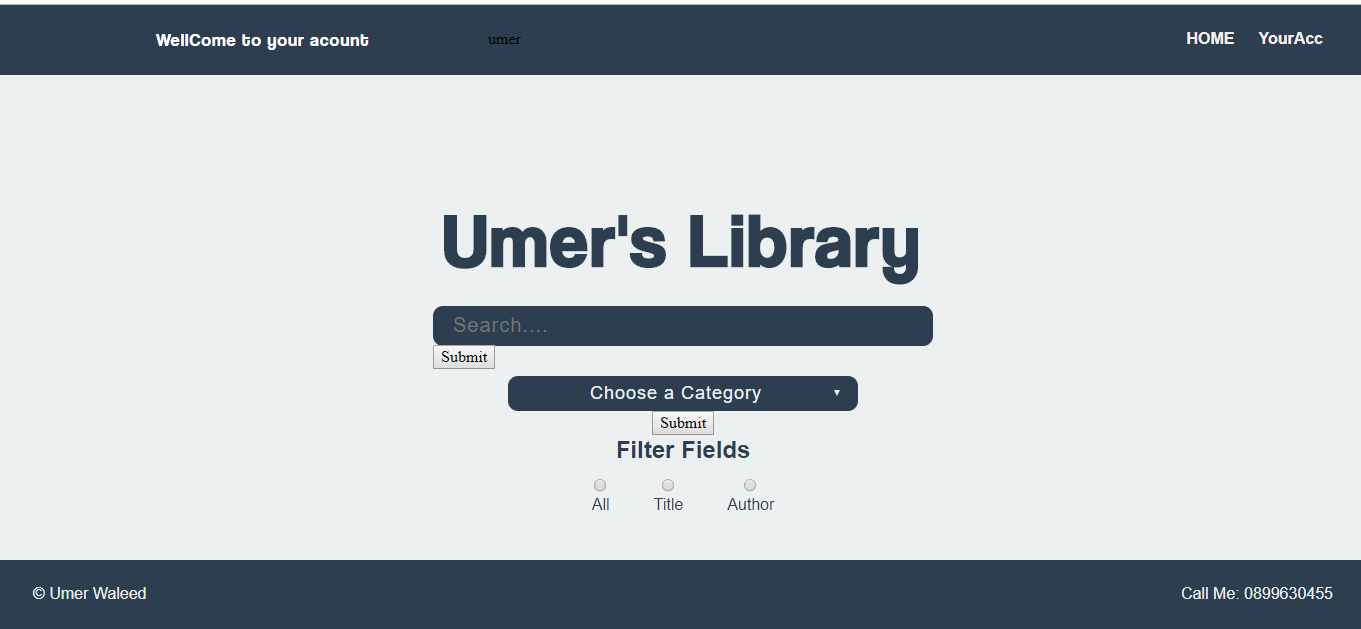 WellCome to your acount umer HOME YourAcc
Umer's Library
Search....
Submit
Choose a Category ▼
Submit
Filter Fields
All Title Author
© Umer Waleed Call Me: 0899630455